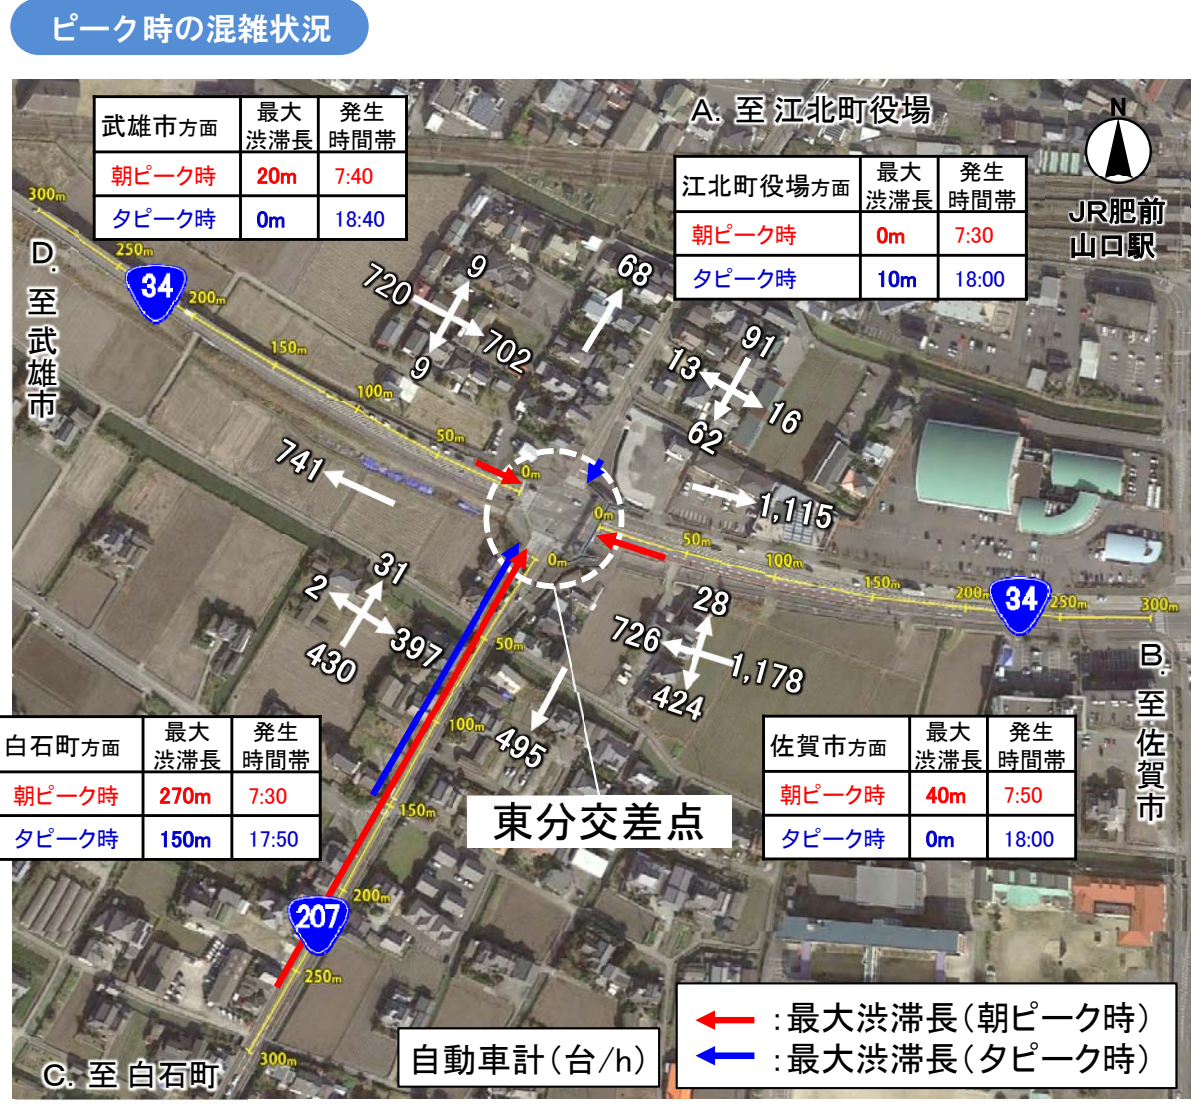 ピーク時の混雑状況
A. 至 江北町役場
N
JR肥前
山口駅
武雄市方面 最大渋滞長 発生時間帯
朝ピーク時 20m 7:40
夕ピーク時 0m 18:40
江北町役場方面 最大渋滞長 発生時間帯
朝ピーク時 0m 7:30
夕ピーク時 10m 18:00
D. 至 武雄市
300m
250m
34
200m
150m
100m
50m
0m
720
9
702
9
68
91
13
16
62
741
1,115
0m
50m
100m
150m
200m
34
250m
300m
2
31
397
430
28
726
1,178
424
495
B. 至 佐賀市
0m
50m
100m
150m
200m
207
250m
300m
東分交差点
白石町方面 最大渋滞長 発生時間帯
朝ピーク時 270m 7:30
夕ピーク時 150m 17:50
佐賀市方面 最大渋滞長 発生時間帯
朝ピーク時 40m 7:50
夕ピーク時 0m 18:00
C. 至 白石町
自動車計(台/h)
:最大渋滞長(朝ピーク時)
:最大渋滞長(夕ピーク時)